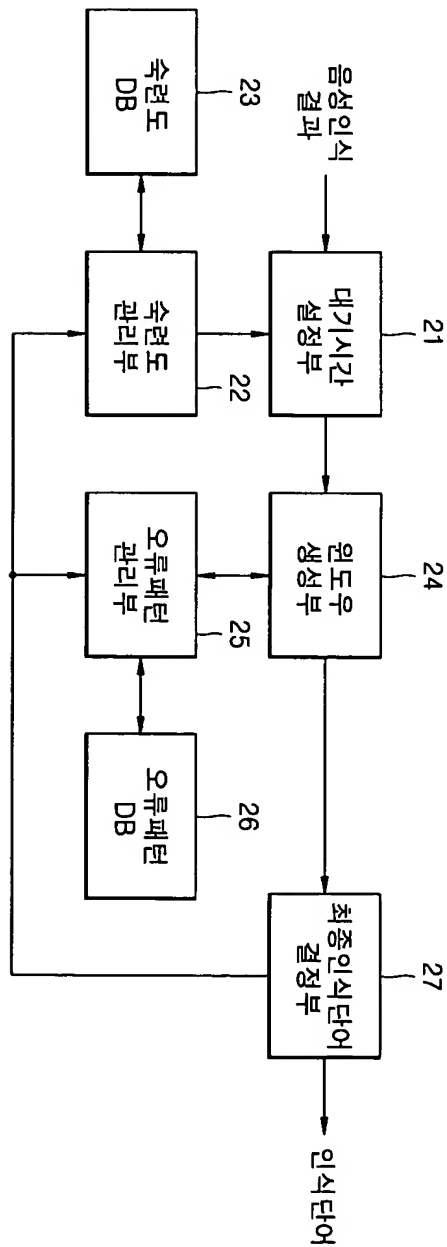 음성인식
결과
대기시간
설정부
21
윈도우
생성부
24
최종인식단어
결정부
27
인식단어
숙련도
DB
23
숙련도
관리부
22
오류패턴
관리부
25
오류패턴
DB
26